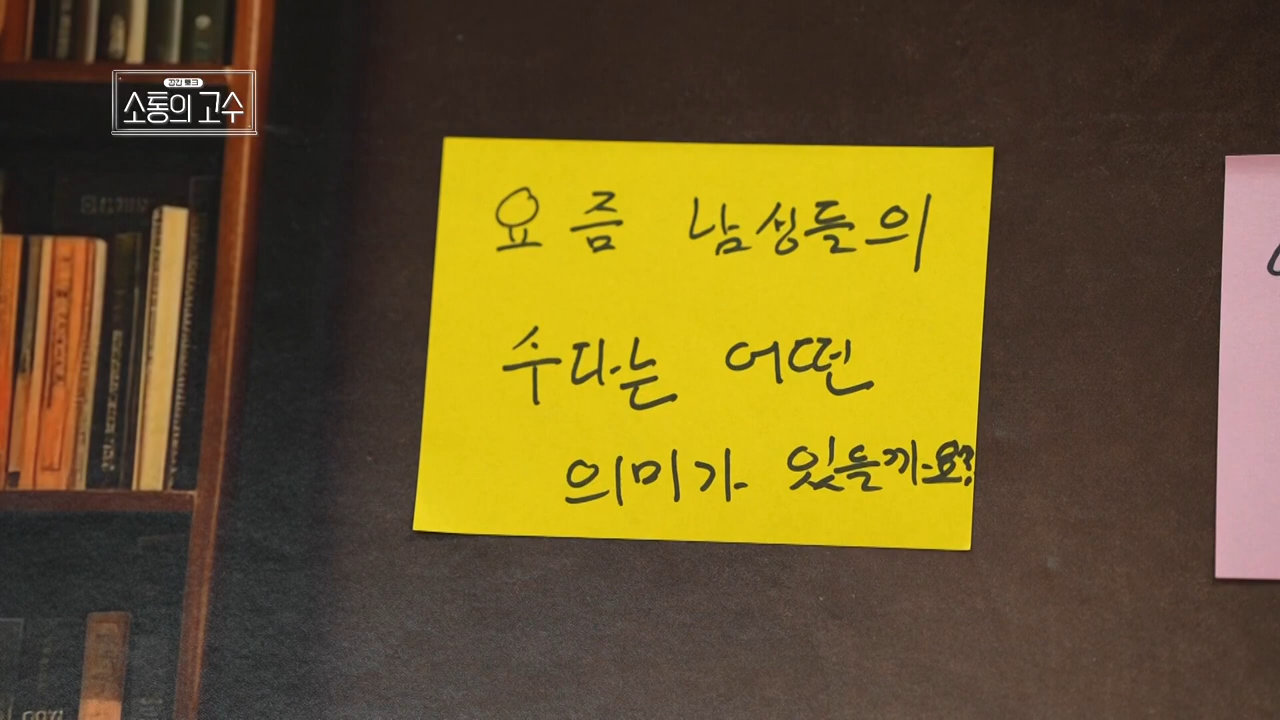 소통의 고수
요즘 남성들의
수다는 어떤
의미가 있을까요?